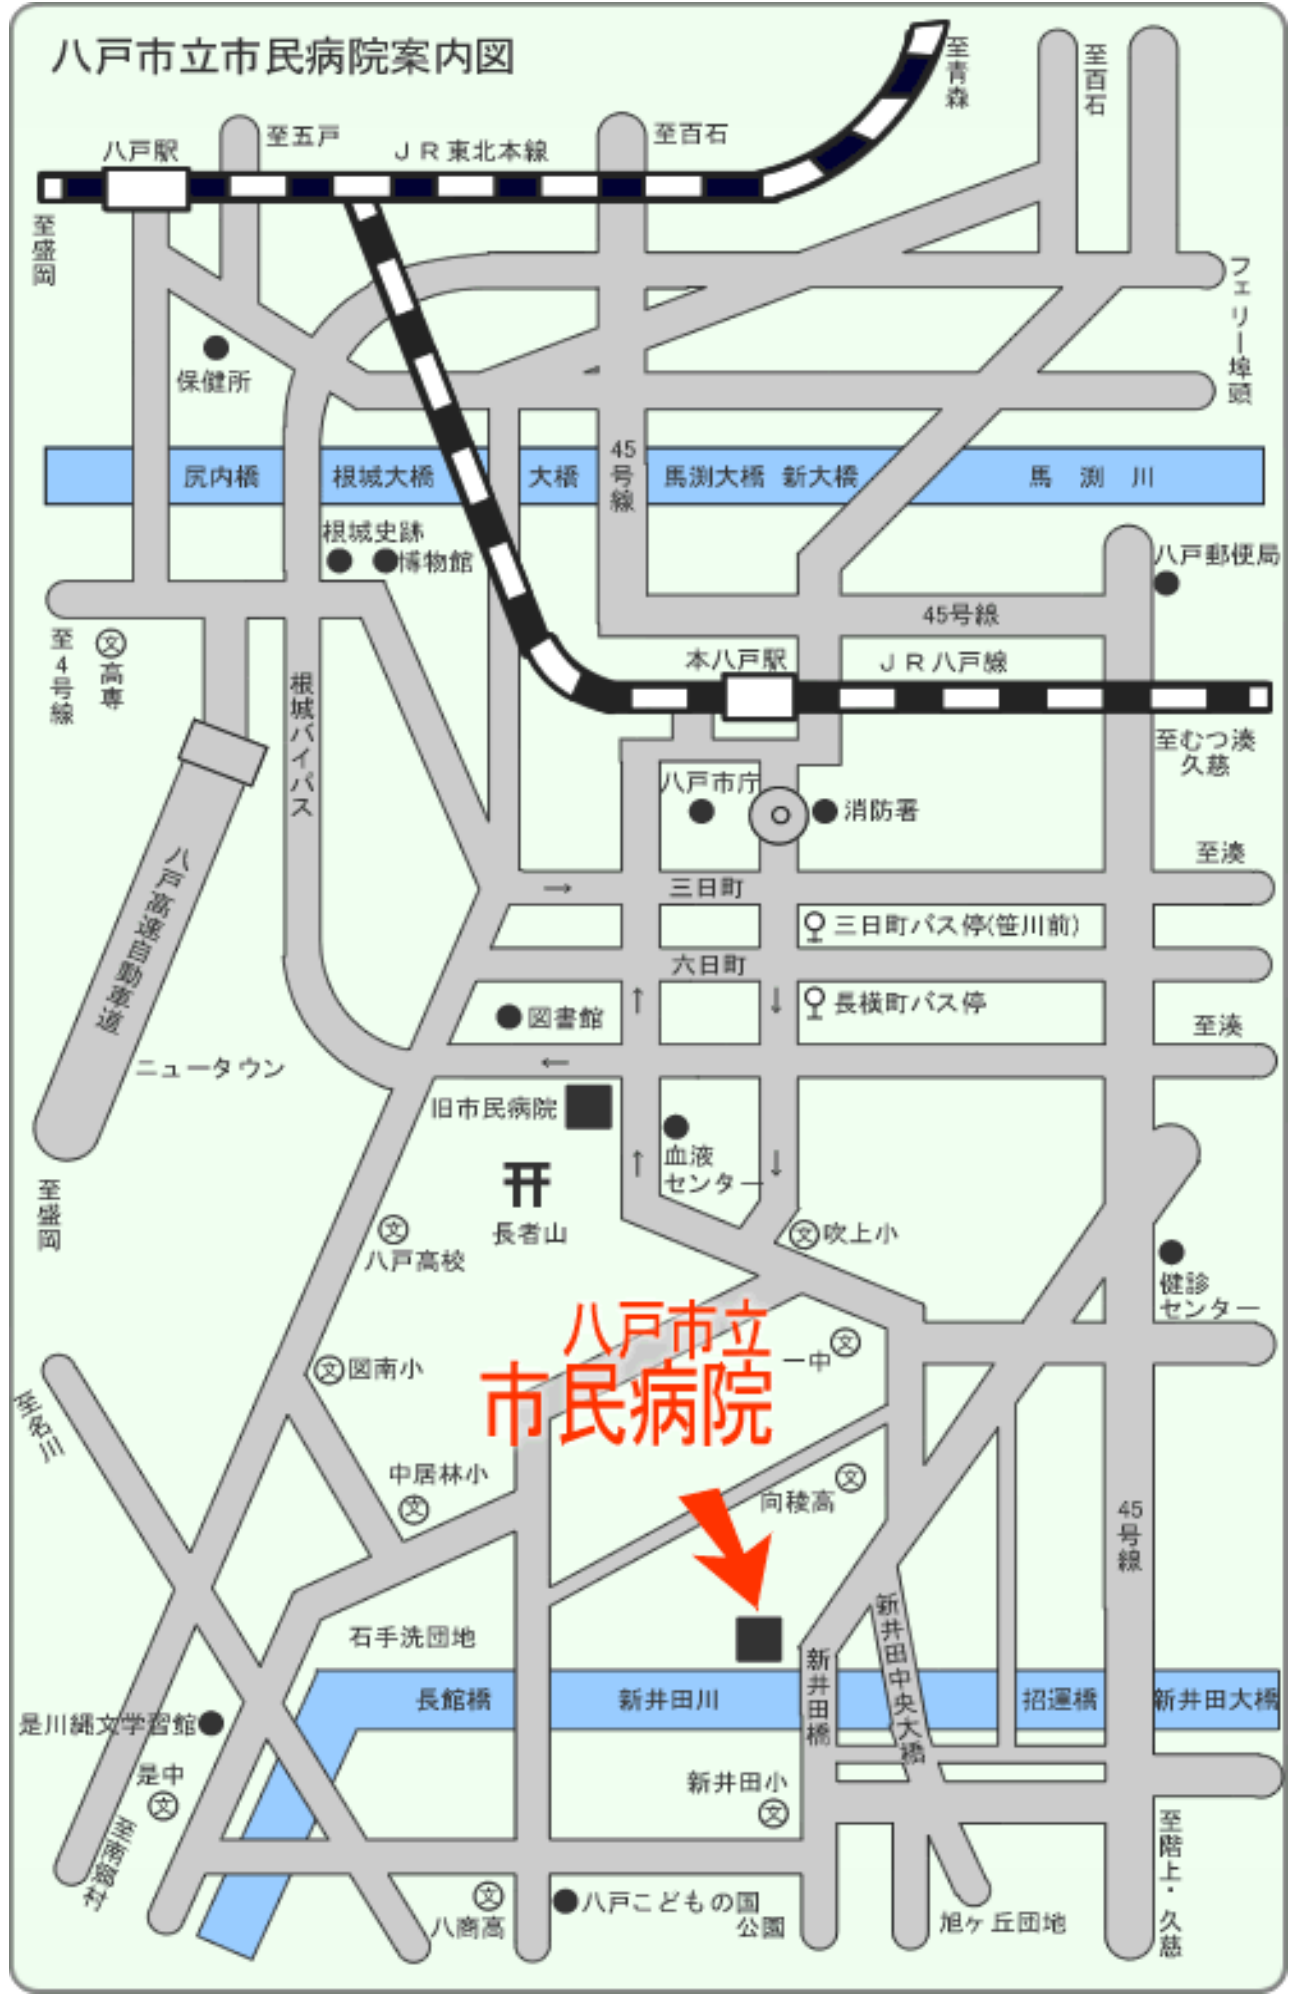 八戸市立市民病院案内図
至青森
至百石
八戸駅
至五戸
ＪＲ東北本線
至百石
至盛岡
フェリー埠頭
保健所
尻内橋
根城大橋
大橋
45号線
馬渕大橋
新大橋
馬渕川
根城史跡
博物館
八戸郵便局
至4号線
文
高専
45号線
本八戸駅
ＪＲ八戸線
根城バイパス
至むつ湊
久慈
八戸市庁
消防署
八戸高速自動車道
至湊
→
三日町
三日町バス停(笹川前)
六日町
↑
↓
長横町バス停
図書館
至湊
ニュータウン
←
旧市民病院
血液
センター
↑
↓
至盛岡
長者山
文
八戸高校
文吹上小
健診
センター
八戸市立
市民病院
一中
文
文図南小
至名川
中居林小
文
向稜高
文
45号線
新井田中央大橋
石手洗団地
新井田橋
長館橋
新井田川
招運橋
新井田大橋
是川縄文学習館
是中
文
新井田小
文
至南郷村
至階上・久慈
文
八商高
八戸こどもの国
公園
旭ヶ丘団地